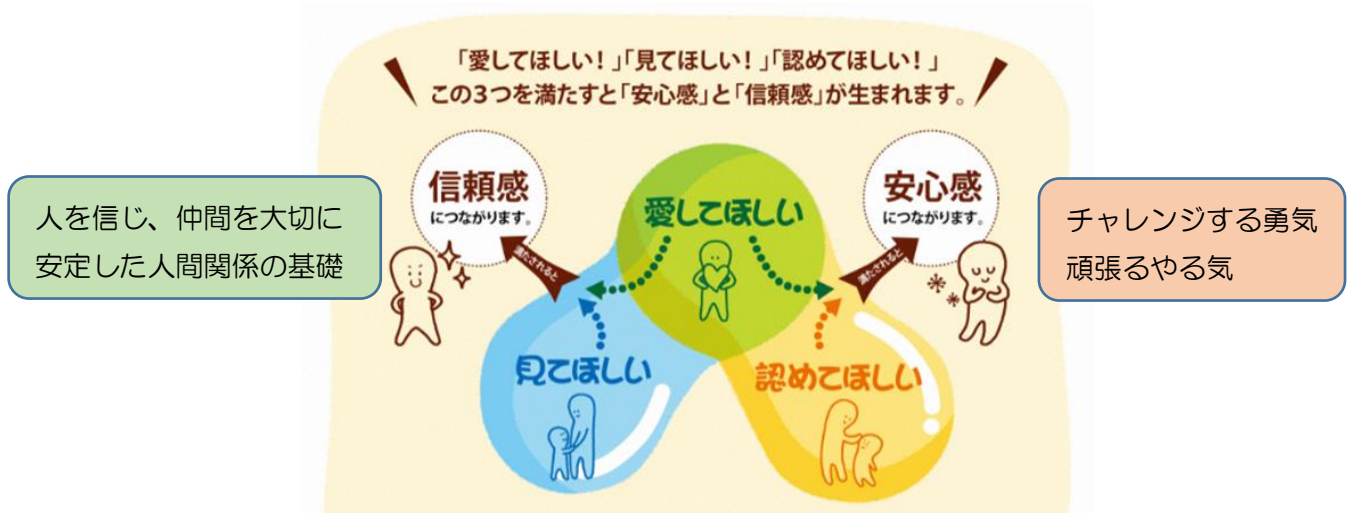 「愛してほしい！」「見てほしい！」「認めてほしい！」
この3つを満たすと「安心感」と「信頼感」が生まれます。
信頼感
につながります。
安心感
につながります。
人を信じ、仲間を大切に
安定した人間関係の基礎
愛してほしい
チャレンジする勇気
頑張るやる気
満たされると
満たされると
見てほしい
認めてほしい